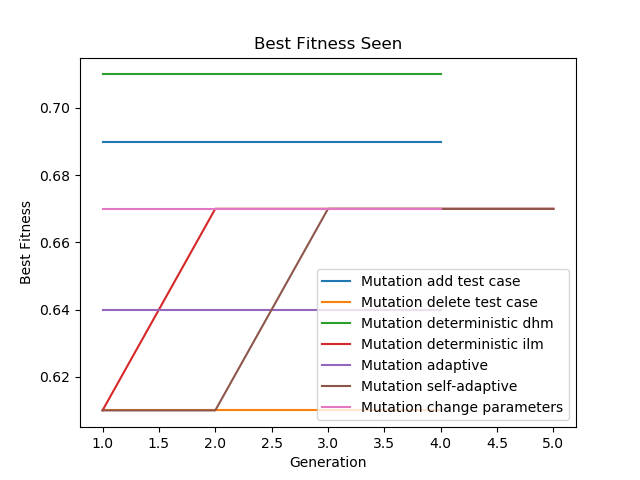 Best Fitness Seen
Best Fitness
0.70
0.68
0.66
0.64
0.62
Mutation add test case
Mutation delete test case
Mutation deterministic dhm
Mutation deterministic ilm
Mutation adaptive
Mutation self-adaptive
Mutation change parameters
1.0 1.5 2.0 2.5 3.0 3.5 4.0 4.5 5.0
Generation